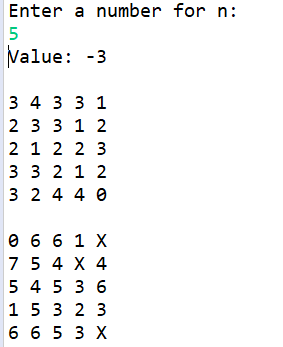 Enter a number for n:
5
Value: -3
3 4 3 3 1
2 3 3 1 2
2 1 2 2 3
3 3 2 1 2
3 2 4 4 0
0 6 6 1 X
7 5 4 X 4
5 4 5 3 6
1 5 3 2 3
6 6 5 3 X